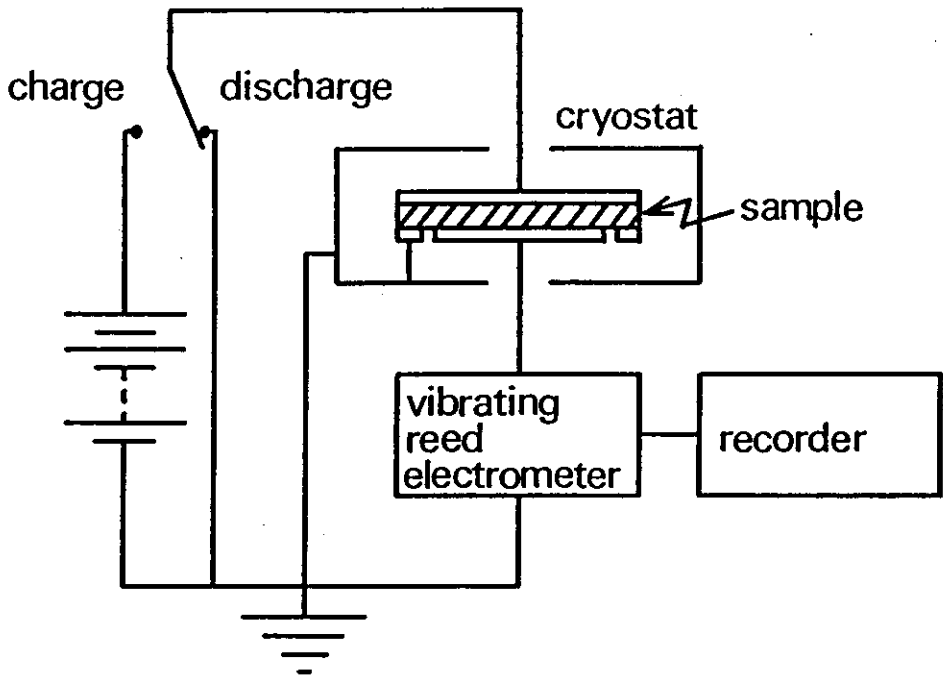 charge
discharge
cryostat
sample
vibrating
reed
electrometer
recorder